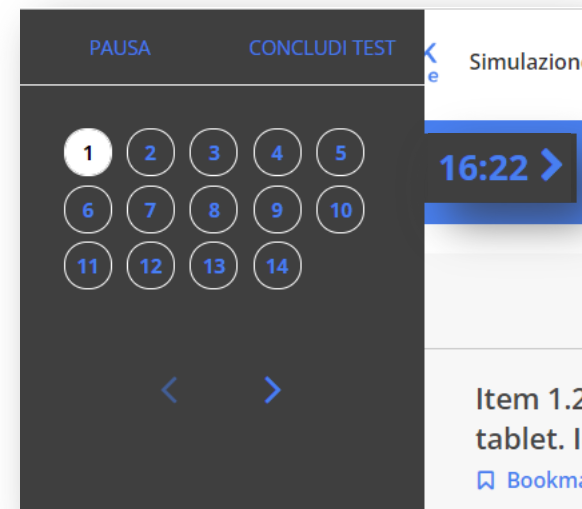 PAUSA CONCLUDI TEST
Simulazion
e
16:22
1 2 3 4 5
6 7 8 9 10
11 12 13 14
Item 1.2
tablet. I
Bookma